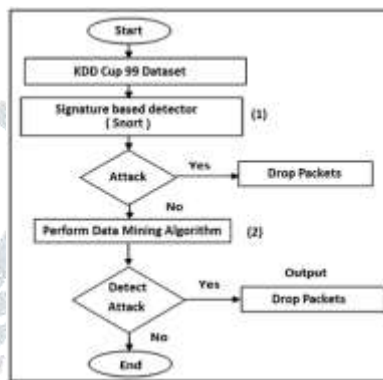 Start
KDD Cup 99 Dataset
Signature based detector
( Snort )
(1)
Attack
Yes
Drop Packets
No
Perform Data Mining Algorithm
(2)
Detect
Attack
Yes
Output
Drop Packets
No
End